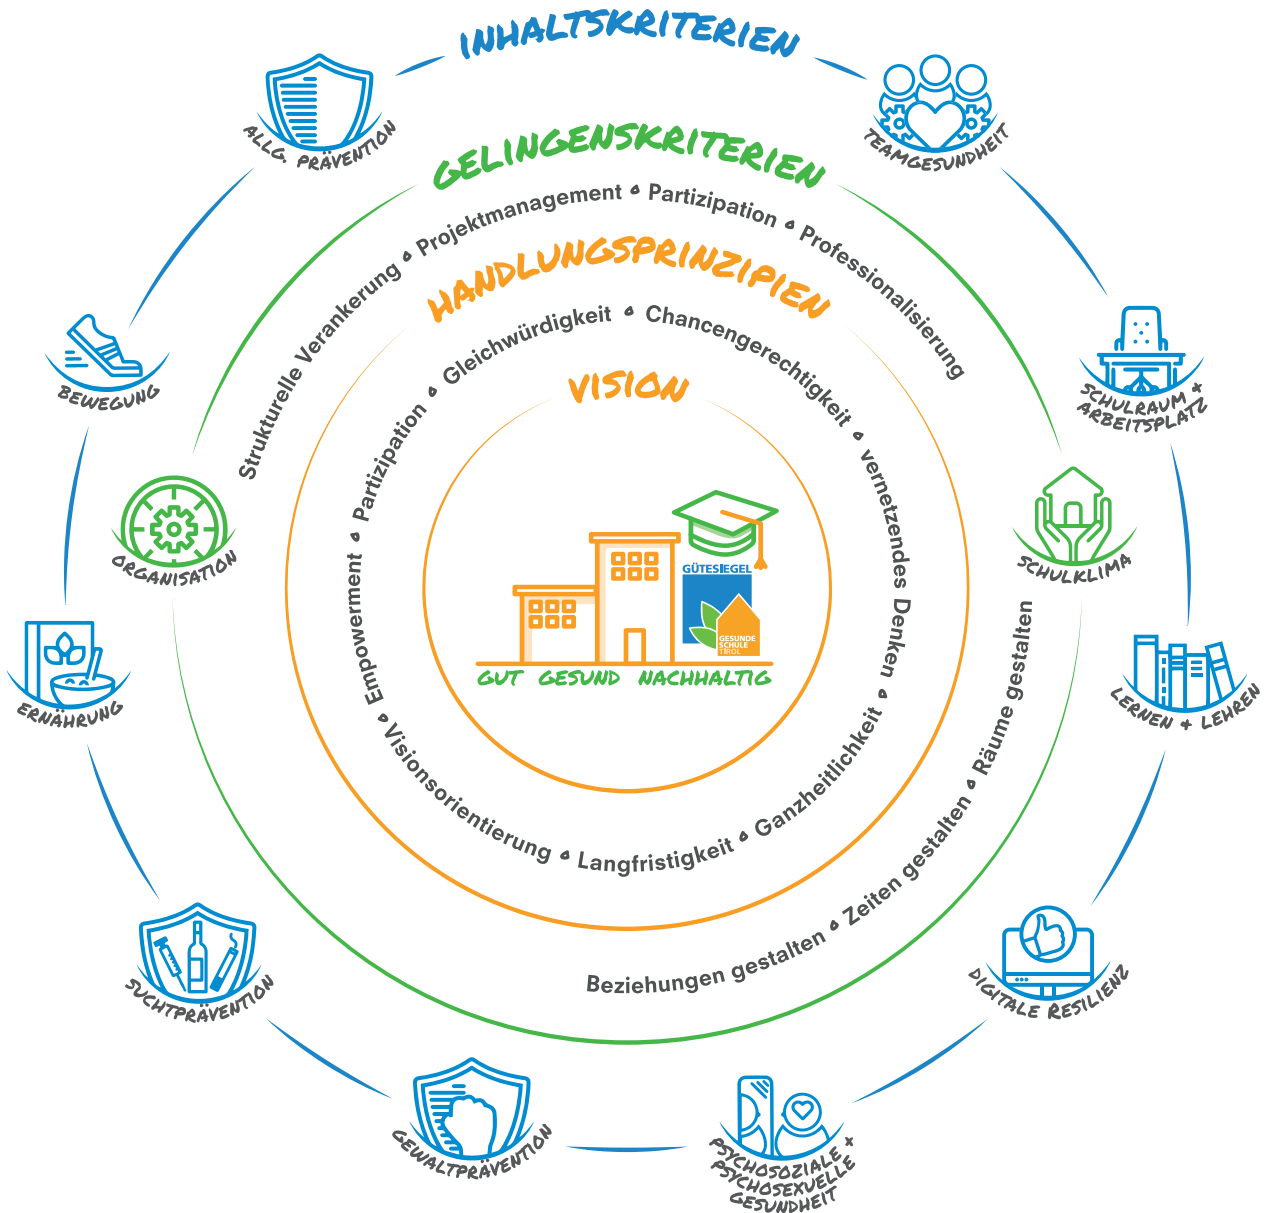 INHALTSKRITERIEN
ALLG. PRÄVENTION
TEAMGESUNDHEIT
GELINGENSKRITERIEN
Strukturelle Verankerung • Projektmanagement • Partizipation • Professionalisierung
HANDLUNGSPRINZIPIEN
Empowerment • Partizipation • Gleichwürdigkeit • Chancengerechtigkeit • vernetzendes Denken • Ganzheitlichkeit • Langfristigkeit • Visionsorientierung •
VISION
BEWEGUNG
SCHULRAUM +
ARBEITSPLATZ
ORGANISATION
SCHULKLIMA
GÜTESIEGEL
GESUNDE
SCHULE
TIROL
GUT GESUND NACHHALTIG
ERNÄHRUNG
LERNEN + LEHREN
Beziehungen gestalten • Zeiten gestalten • Räume gestalten
SUCHTPRÄVENTION
DIGITALE RESILIENZ
GEWALTPRÄVENTION
PSYCHOSOZIALE +
PSYCHOSEXUELLE
GESUNDHEIT